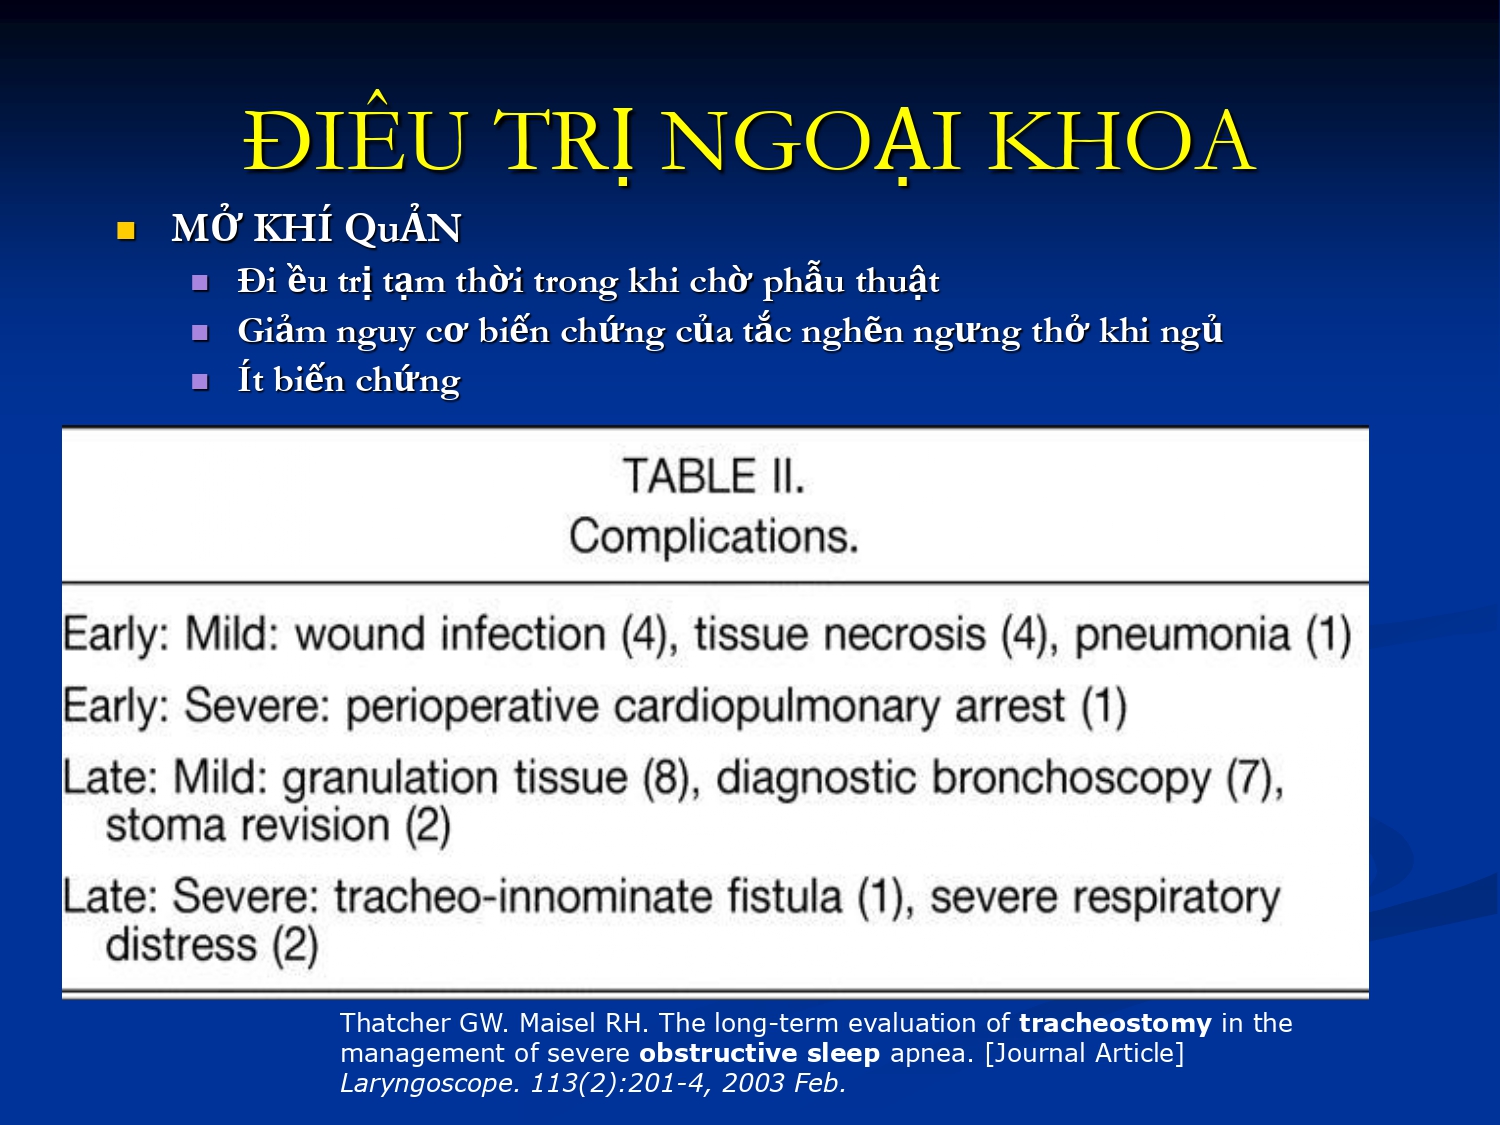 ĐIÊU TRỊ NGOẠI KHOA
MỞ KHÍ QuẢN
Đi ều trị tạm thời trong khi chờ phẫu thuật
Giảm nguy cơ biến chứng của tắc nghẽn ngưng thở khi ngủ
Ít biến chứng
TABLE II.
Complications.
Early: Mild: wound infection (4), tissue necrosis (4), pneumonia (1)
Early: Severe: perioperative cardiopulmonary arrest (1)
Late: Mild: granulation tissue (8), diagnostic bronchoscopy (7),
stoma revision (2)
Late: Severe: tracheo-innominate fistula (1), severe respiratory
distress (2)
Thatcher GW. Maisel RH. The long-term evaluation of tracheostomy in the
management of severe obstructive sleep apnea. [Journal Article]
Laryngoscope. 113(2):201-4, 2003 Feb.